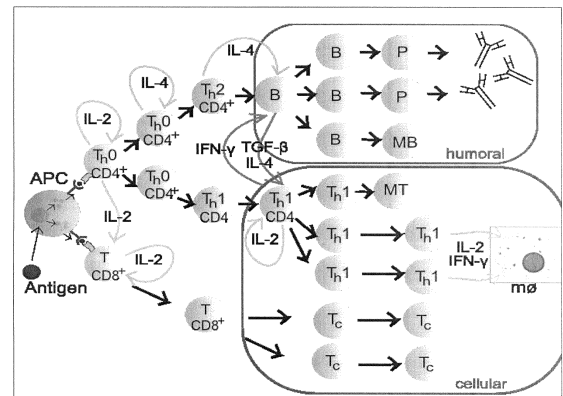 IL-4
B
P
IL-4
Th2
CD4+
B
B
P
IL-2
Th0
CD4+
B
MB
humoral
Th0
CD4+
IFN-γ
TGF-β
IL-4
APC
Th0
CD4+
Th1
CD4
Th1
CD4
Th1
MT
IL-2
IL-2
Th1
Th1
IL-2
IFN-γ
T
CD8+
IL-2
Th1
Th1
mø
Antigen
T
CD8+
Tc
Tc
Tc
Tc
cellular